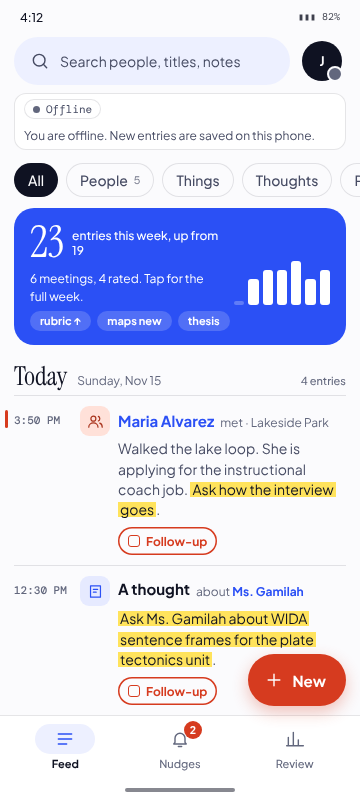 4:12
82%
Search people, titles, notes
J
Offline
You are offline. New entries are saved on this phone.
All
People 5
Things
Thoughts
23 entries this week, up from
19
6 meetings, 4 rated. Tap for the
full week.
rubric ↑
maps new
thesis
Today Sunday, Nov 15
4 entries
3:50 PM
Maria Alvarez met · Lakeside Park
Walked the lake loop. She is
applying for the instructional
coach job. Ask how the interview
goes.
Follow-up
12:30 PM
A thought about Ms. Gamilah
Ask Ms. Gamilah about WIDA
sentence frames for the plate
tectonics unit.
Follow-up
+ New
2
Feed
Nudges
Review